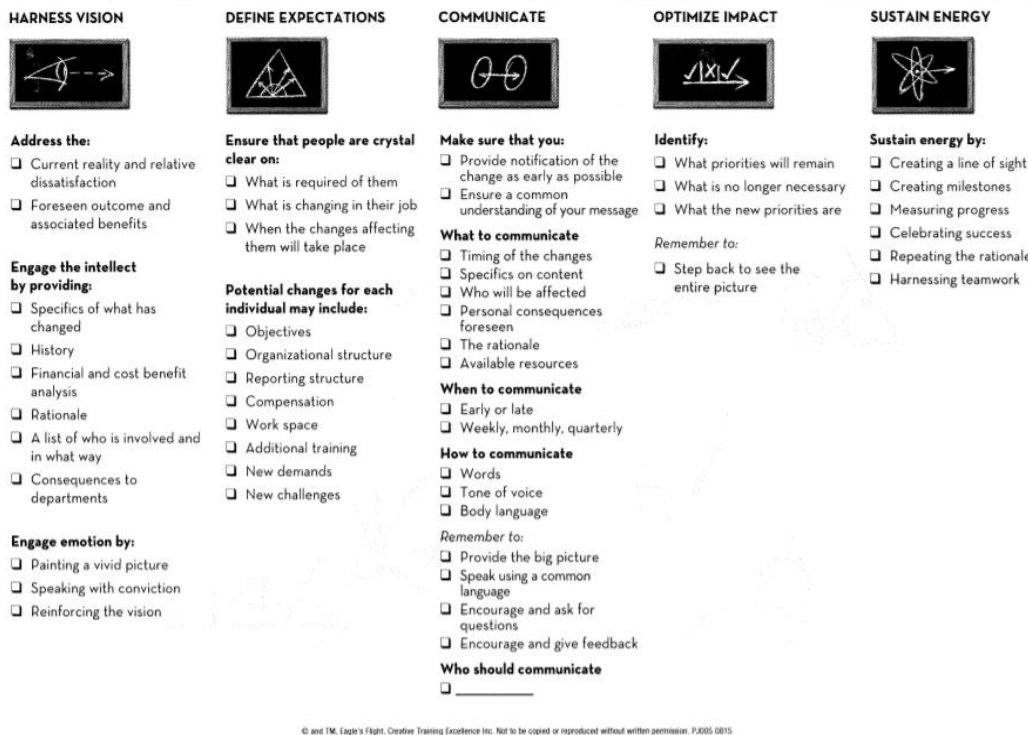 HARNESS VISION
Address the:
❑ Current reality and relative
dissatisfaction
❑ Foreseen outcome and
associated benefits
Engage the intellect
by providing:
❑ Specifics of what has
changed
❑ History
❑ Financial and cost benefit
analysis
❑ Rationale
❑ A list of who is involved and
in what way
❑ Consequences to
departments
Engage emotion by:
❑ Painting a vivid picture
❑ Speaking with conviction
❑ Reinforcing the vision
DEFINE EXPECTATIONS
Ensure that people are crystal
clear on:
❑ What is required of them
❑ What is changing in their job
❑ When the changes affecting
them will take place
Potential changes for each
individual may include:
❑ Objectives
❑ Organizational structure
❑ Reporting structure
❑ Compensation
❑ Work space
❑ Additional training
❑ New demands
❑ New challenges
COMMUNICATE
Make sure that you:
❑ Provide notification of the
change as early as possible
❑ Ensure a common
understanding of your message
What to communicate
❑ Timing of the changes
❑ Specifics on content
❑ Who will be affected
❑ Personal consequences
foreseen
❑ The rationale
❑ Available resources
When to communicate
❑ Early or late
❑ Weekly, monthly, quarterly
How to communicate
❑ Words
❑ Tone of voice
❑ Body language
Remember to:
❑ Provide the big picture
❑ Speak using a common
language
❑ Encourage and ask for
questions
❑ Encourage and give feedback
Who should communicate
❑ ____________
OPTIMIZE IMPACT
Identify:
❑ What priorities will remain
❑ What is no longer necessary
❑ What the new priorities are
Remember to:
❑ Step back to see the
entire picture
SUSTAIN ENERGY
Sustain energy by:
❑ Creating a line of sight
❑ Creating milestones
❑ Measuring progress
❑ Celebrating success
❑ Repeating the rationale
❑ Harnessing teamwork
© and TM, Eagle's Flight, Creative Training Excellence Inc. Not to be copied or reproduced without written permission. PJ005 0815